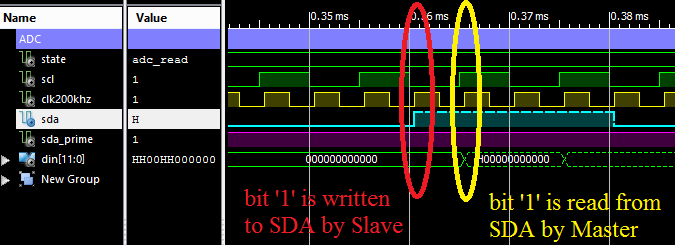 Name Value
0.35 ms 0.36 ms 0.37 ms 0.38 ms
ADC
state adc_read
scl 1
clk200khz 1
sda H
sda_prime 1
din[11:0] HH00HH000000 000000000000 H00000000000
New Group
bit '1' is written
to SDA by Slave
bit '1' is read from
SDA by Master